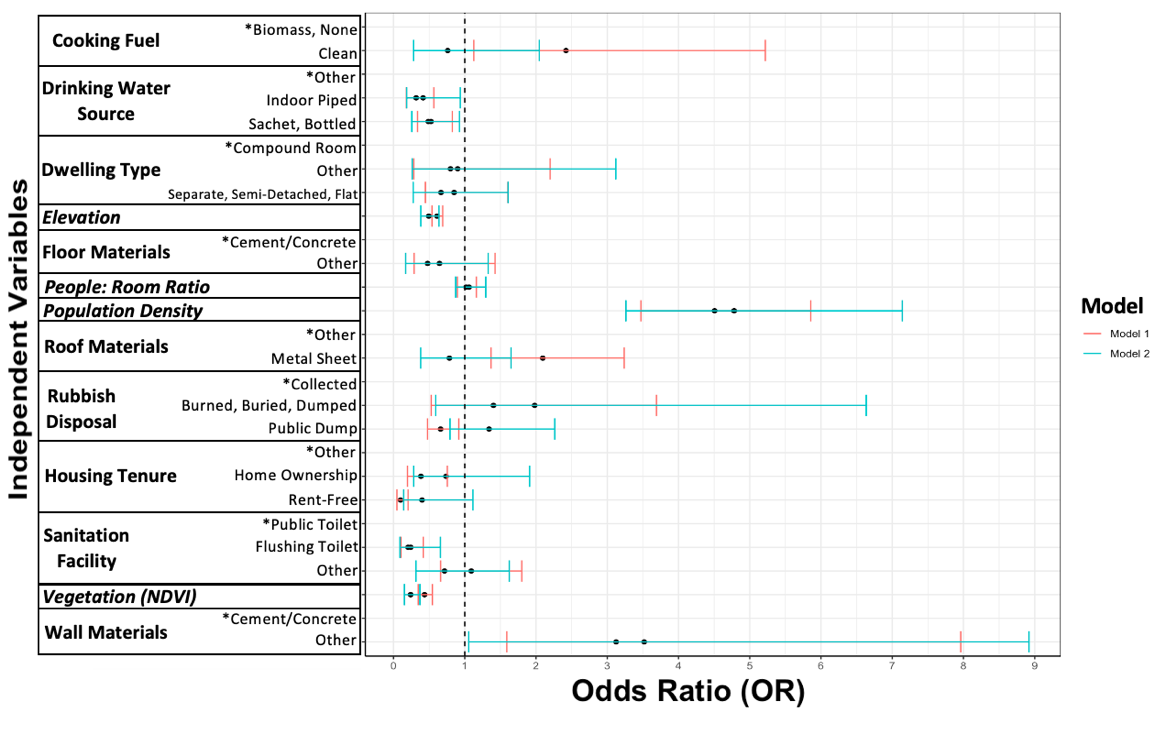 Independent Variables
Cooking Fuel
*Biomass, None
Clean
Drinking Water
Source
*Other
Indoor Piped
Sachet, Bottled
Dwelling Type
*Compound Room
Other
Separate, Semi-Detached, Flat
Elevation
Floor Materials
*Cement/Concrete
Other
People: Room Ratio
Population Density
Roof Materials
*Other
Metal Sheet
Rubbish
Disposal
*Collected
Burned, Buried, Dumped
Public Dump
Housing Tenure
*Other
Home Ownership
Rent-Free
Sanitation
Facility
*Public Toilet
Flushing Toilet
Other
Vegetation (NDVI)
Wall Materials
*Cement/Concrete
Other
0 1 2 3 4 5 6 7 8 9
Odds Ratio (OR)
Model
Model 1
Model 2